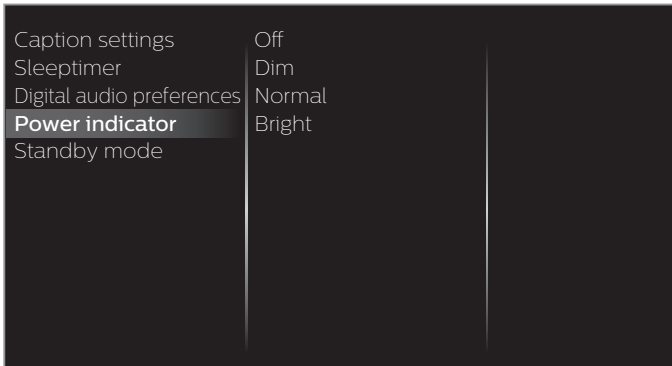 Caption settings
Sleeptimer
Digital audio preferences
Power indicator
Standby mode
Off
Dim
Normal
Bright